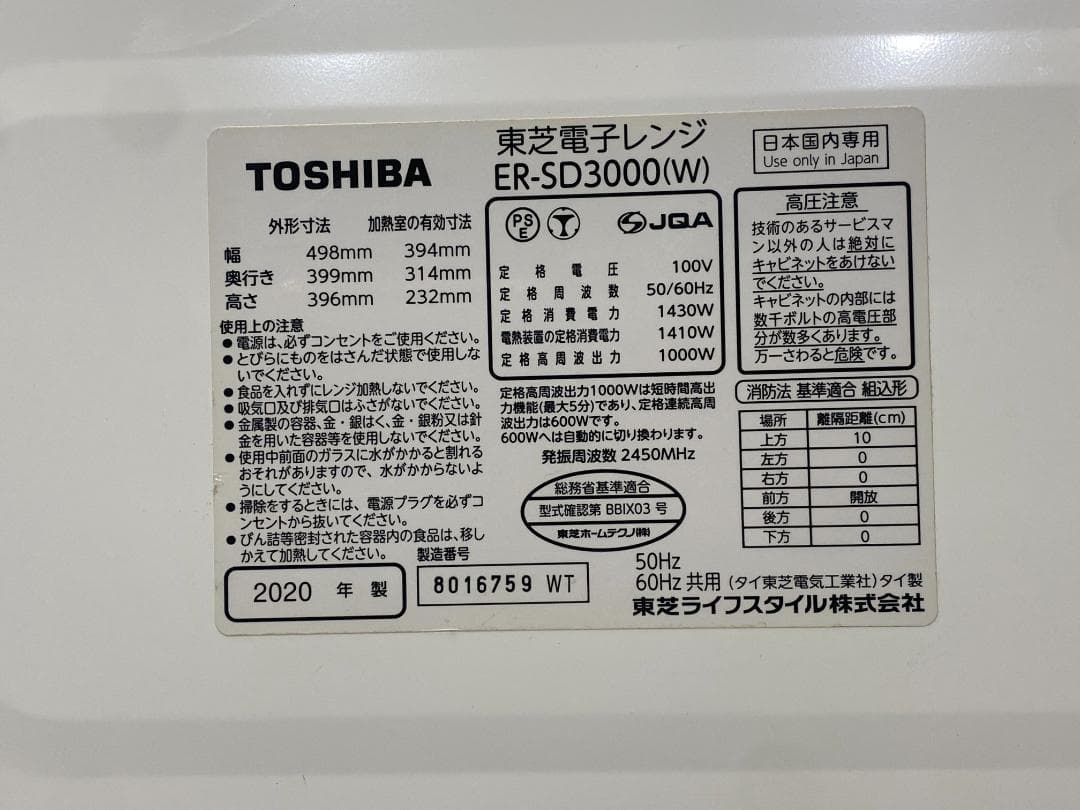 TOSHIBA
東芝電子レンジ
ER-SD3000(W)
日本国内専用
Use only in Japan
外形寸法 加熱室の有効寸法
幅 498mm 394mm
奥行き 399mm 314mm
高さ 396mm 232mm
使用上の注意
●電源は、必ずコンセントをご使用ください。
●とびらにものをはさんだ状態で使用しな
いでください。
●食品を入れずにレンジ加熱しないでください。
●吸気口及び排気口はふさがないでください。
●金属製の容器、金・銀はく、金・銀粉又は針
金を用いた容器等を使用しないでください。
●使用中前面のガラスに水がかかると割れる
おそれがありますので、水がかからないよ
うにしてください。
●掃除をするときには、電源プラグを必ずコ
ンセントから抜いてください。
●びん詰等密封された容器内の食品は、移し
かえて加熱してください。
2020 年 製
製造番号
8016759 WT
PS
E
JQA
定格電圧 100V
定格周波数 50/60Hz
定格消費電力 1430W
電熱装置の定格消費電力 1410W
定格高周波出力 1000W
定格高周波出力1000Wは短時間高出
力機能(最大5分)であり、定格連続高周
波出力は600Wです。
600Wへは自動的に切り換わります。
発振周波数 2450MHz
総務省基準適合
型式確認第 BBIX03 号
東芝ホームテクノ(株)
高圧注意
技術のあるサービスマ
ン以外の人は絶対に
キャビネットをあけない
でください。
キャビネットの内部には
数千ボルトの高電圧部
分が数多くあります。
万一さわると危険です。
消防法 基準適合 組込形
場所 離隔距離(cm)
上方 10
左方 0
右方 0
前方 開放
後方 0
下方 0
50Hz
60Hz 共用 (タイ東芝電気工業社)タイ製
東芝ライフスタイル株式会社